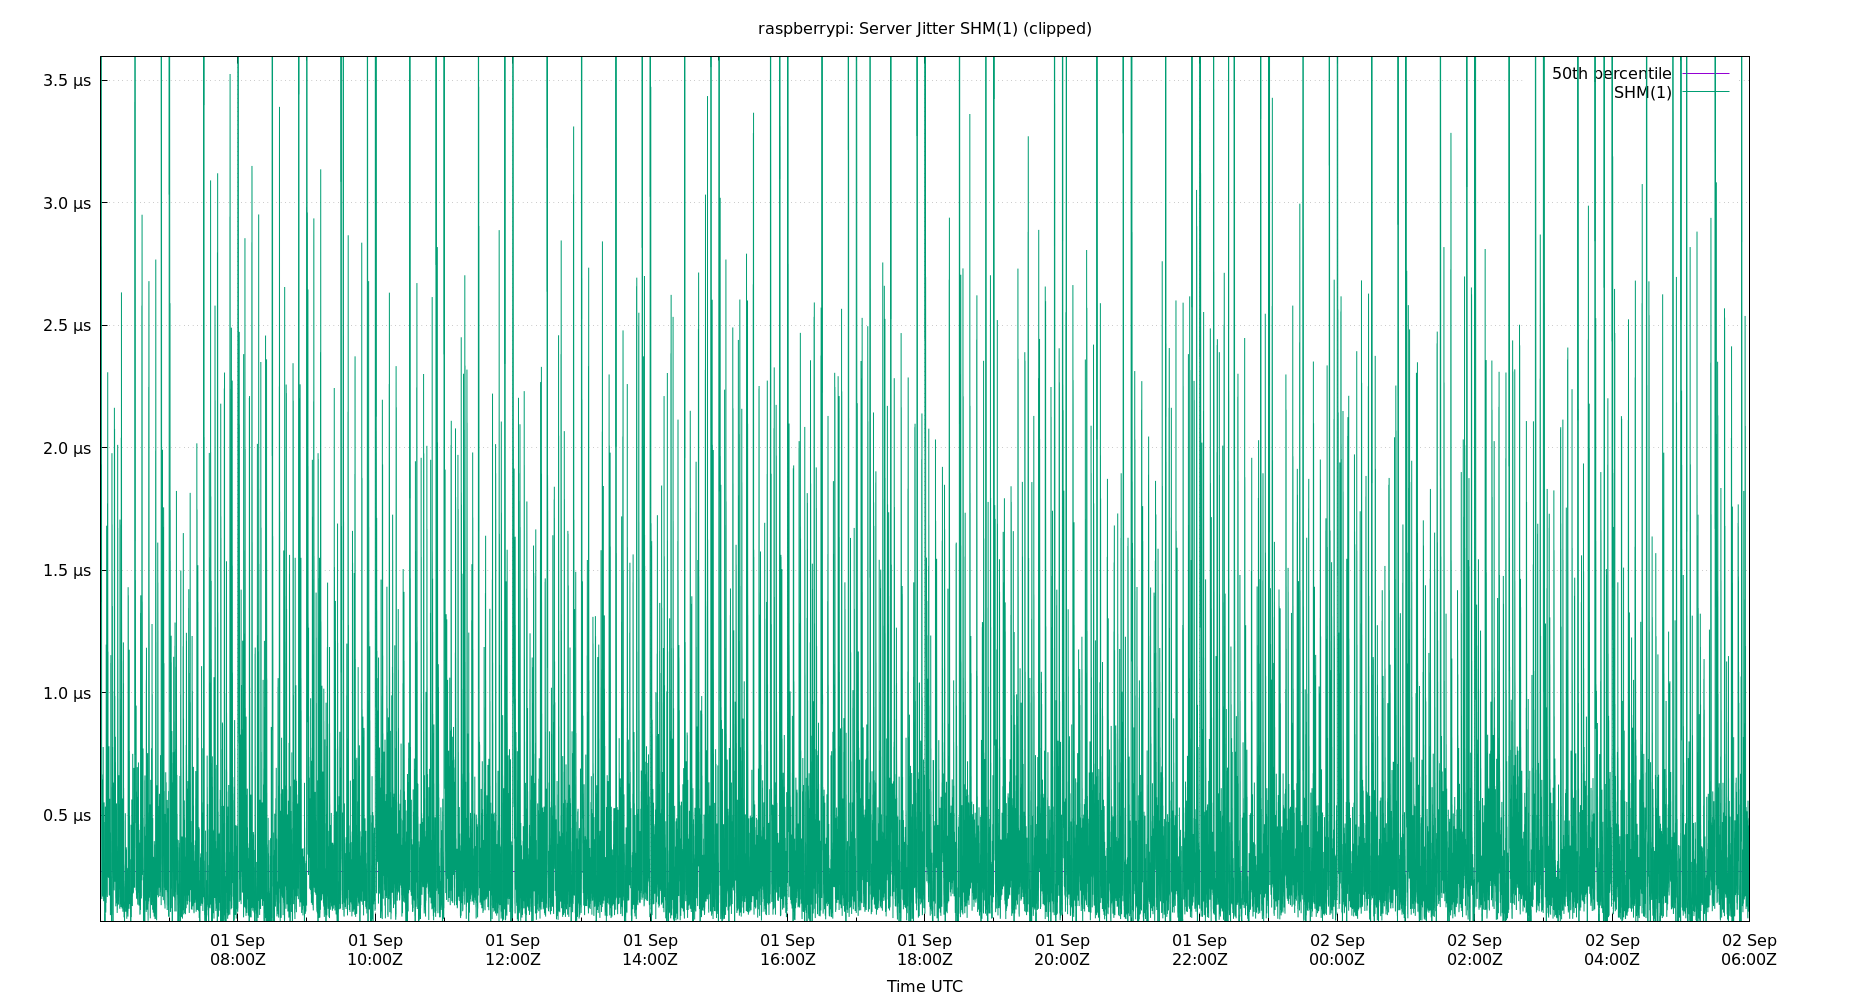 raspberrypi: Server Jitter SHM(1) (clipped)
50th percentile
SHM(1)
3.5 µs
3.0 µs
2.5 µs
2.0 µs
1.5 µs
1.0 µs
0.5 µs
01 Sep 01 Sep 01 Sep 01 Sep 01 Sep 01 Sep 01 Sep 01 Sep 02 Sep 02 Sep 02 Sep 02 Sep
08:00Z 10:00Z 12:00Z 14:00Z 16:00Z 18:00Z 20:00Z 22:00Z 00:00Z 02:00Z 04:00Z 06:00Z
Time UTC